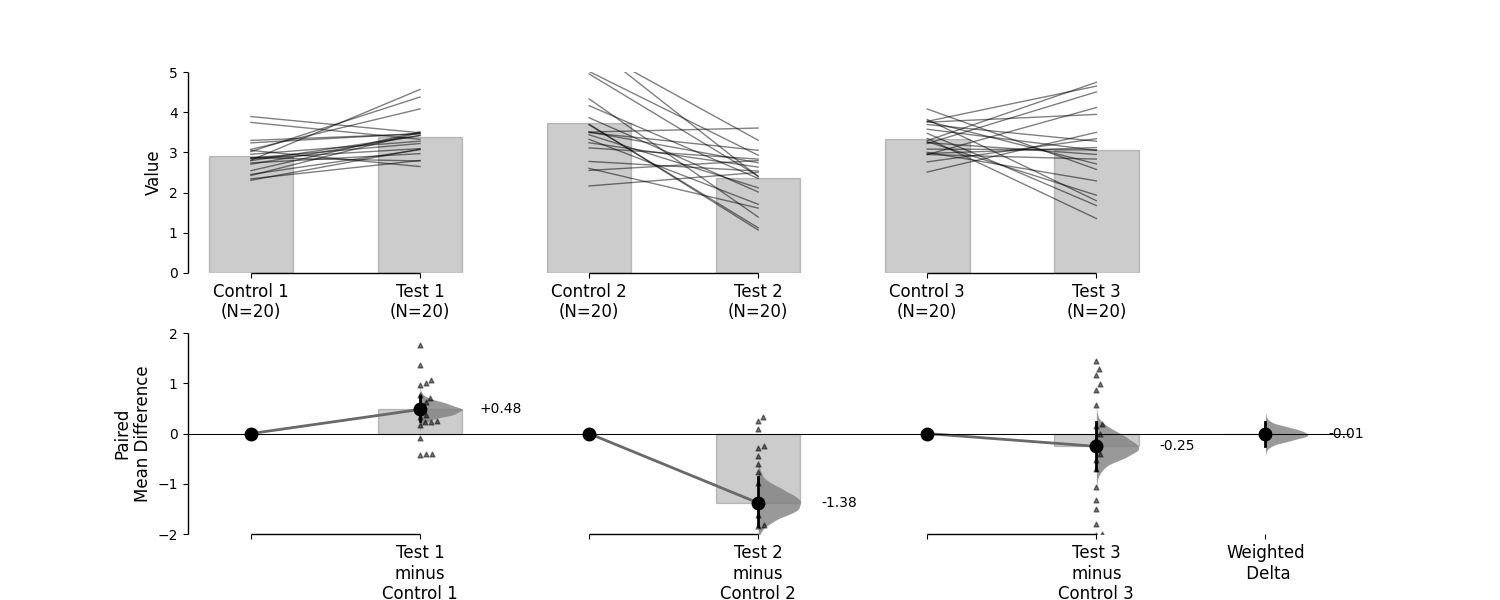 5
4
3
2
1
0
Value
Control 1
(N=20)
Test 1
(N=20)
Control 2
(N=20)
Test 2
(N=20)
Control 3
(N=20)
Test 3
(N=20)
2
1
0
−1
−2
Paired
Mean Difference
+0.48
-1.38
-0.25
-0.01
Test 1
minus
Control 1
Test 2
minus
Control 2
Test 3
minus
Control 3
Weighted
Delta